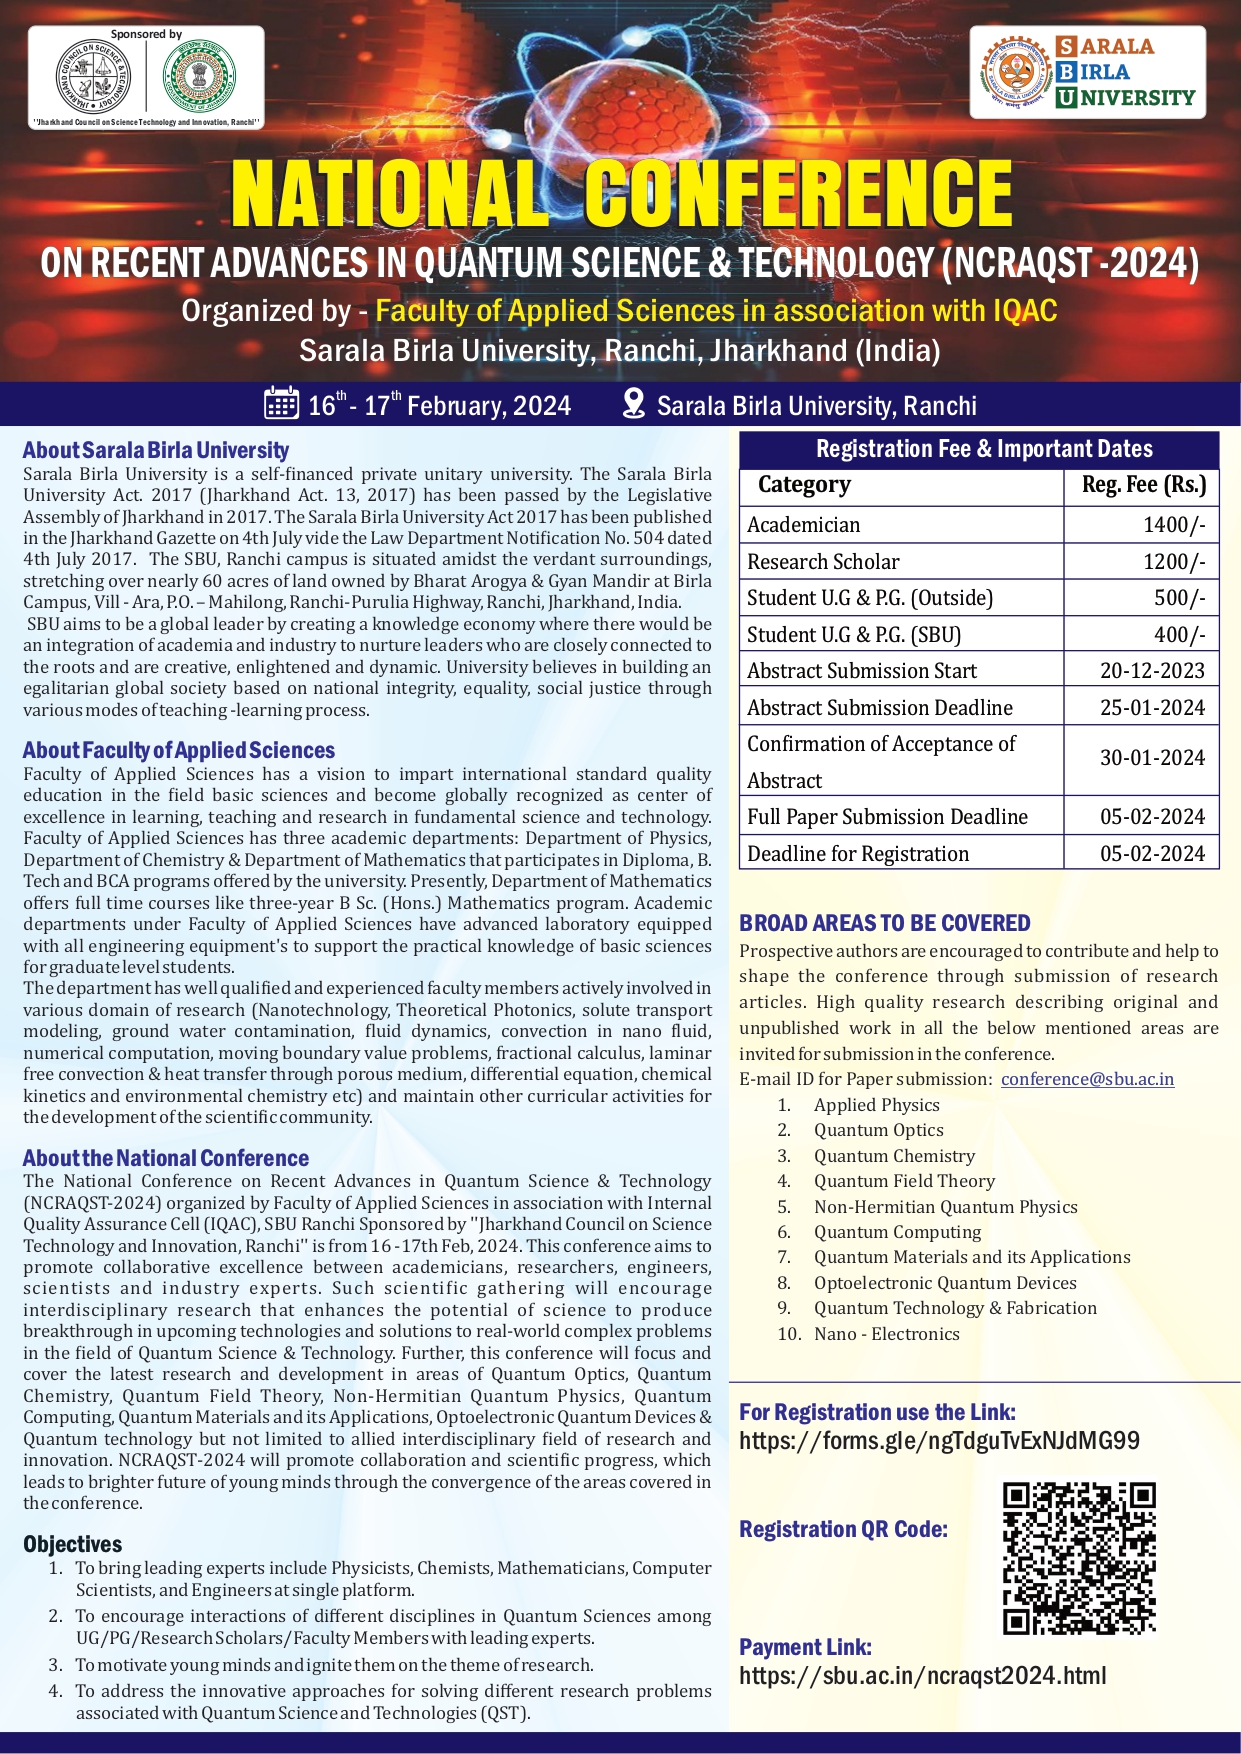 Sponsored by
JHARKHAND COUNCIL ON SCIENCE & TECHNOLOGY
"Jharkhand Council on Science Technology and Innovation, Ranchi"
SARALA
BIRLA
UNIVERSITY
NATIONAL CONFERENCE
ON RECENT ADVANCES IN QUANTUM SCIENCE & TECHNOLOGY (NCRAQST -2024)
Organized by - Faculty of Applied Sciences in association with IQAC
Sarala Birla University, Ranchi, Jharkhand (India)
16th - 17th February, 2024 Sarala Birla University, Ranchi
About Sarala Birla University
Sarala Birla University is a self-financed private unitary university. The Sarala Birla
University Act. 2017 (Jharkhand Act. 13, 2017) has been passed by the Legislative
Assembly of Jharkhand in 2017. The Sarala Birla University Act 2017 has been published
in the Jharkhand Gazette on 4th July vide the Law Department Notification No. 504 dated
4th July 2017. The SBU, Ranchi campus is situated amidst the verdant surroundings,
stretching over nearly 60 acres of land owned by Bharat Arogya & Gyan Mandir at Birla
Campus, Vill - Ara, P.O. – Mahilong, Ranchi-Purulia Highway, Ranchi, Jharkhand, India.
SBU aims to be a global leader by creating a knowledge economy where there would be
an integration of academia and industry to nurture leaders who are closely connected to
the roots and are creative, enlightened and dynamic. University believes in building an
egalitarian global society based on national integrity, equality, social justice through
various modes of teaching -learning process.
About Faculty of Applied Sciences
Faculty of Applied Sciences has a vision to impart international standard quality
education in the field basic sciences and become globally recognized as center of
excellence in learning, teaching and research in fundamental science and technology.
Faculty of Applied Sciences has three academic departments: Department of Physics,
Department of Chemistry & Department of Mathematics that participates in Diploma, B.
Tech and BCA programs offered by the university. Presently, Department of Mathematics
offers full time courses like three-year B Sc. (Hons.) Mathematics program. Academic
departments under Faculty of Applied Sciences have advanced laboratory equipped
with all engineering equipment's to support the practical knowledge of basic sciences
for graduate level students.
The department has well qualified and experienced faculty members actively involved in
various domain of research (Nanotechnology, Theoretical Photonics, solute transport
modeling, ground water contamination, fluid dynamics, convection in nano fluid,
numerical computation, moving boundary value problems, fractional calculus, laminar
free convection & heat transfer through porous medium, differential equation, chemical
kinetics and environmental chemistry etc) and maintain other curricular activities for
the development of the scientific community.
About the National Conference
The National Conference on Recent Advances in Quantum Science & Technology
(NCRAQST-2024) organized by Faculty of Applied Sciences in association with Internal
Quality Assurance Cell (IQAC), SBU Ranchi Sponsored by "Jharkhand Council on Science
Technology and Innovation, Ranchi" is from 16 -17th Feb, 2024. This conference aims to
promote collaborative excellence between academicians, researchers, engineers,
scientists and industry experts. Such scientific gathering will encourage
interdisciplinary research that enhances the potential of science to produce
breakthrough in upcoming technologies and solutions to real-world complex problems
in the field of Quantum Science & Technology. Further, this conference will focus and
cover the latest research and development in areas of Quantum Optics, Quantum
Chemistry, Quantum Field Theory, Non-Hermitian Quantum Physics, Quantum
Computing, Quantum Materials and its Applications, Optoelectronic Quantum Devices &
Quantum technology but not limited to allied interdisciplinary field of research and
innovation. NCRAQST-2024 will promote collaboration and scientific progress, which
leads to brighter future of young minds through the convergence of the areas covered in
the conference.
Objectives
1. To bring leading experts include Physicists, Chemists, Mathematicians, Computer
Scientists, and Engineers at single platform.
2. To encourage interactions of different disciplines in Quantum Sciences among
UG/PG/Research Scholars/Faculty Members with leading experts.
3. To motivate young minds and ignite them on the theme of research.
4. To address the innovative approaches for solving different research problems
associated with Quantum Science and Technologies (QST).
Registration Fee & Important Dates
Category Reg. Fee (Rs.)
Academician 1400/-
Research Scholar 1200/-
Student U.G & P.G. (Outside) 500/-
Student U.G & P.G. (SBU) 400/-
Abstract Submission Start 20-12-2023
Abstract Submission Deadline 25-01-2024
Confirmation of Acceptance of
Abstract 30-01-2024
Full Paper Submission Deadline 05-02-2024
Deadline for Registration 05-02-2024
BROAD AREAS TO BE COVERED
Prospective authors are encouraged to contribute and help to
shape the conference through submission of research
articles. High quality research describing original and
unpublished work in all the below mentioned areas are
invited for submission in the conference.
E-mail ID for Paper submission: conference@sbu.ac.in
1. Applied Physics
2. Quantum Optics
3. Quantum Chemistry
4. Quantum Field Theory
5. Non-Hermitian Quantum Physics
6. Quantum Computing
7. Quantum Materials and its Applications
8. Optoelectronic Quantum Devices
9. Quantum Technology & Fabrication
10. Nano - Electronics
For Registration use the Link:
https://forms.gle/ngTdguTvExNJdMG99
Registration QR Code:
Payment Link:
https://sbu.ac.in/ncraqst2024.html